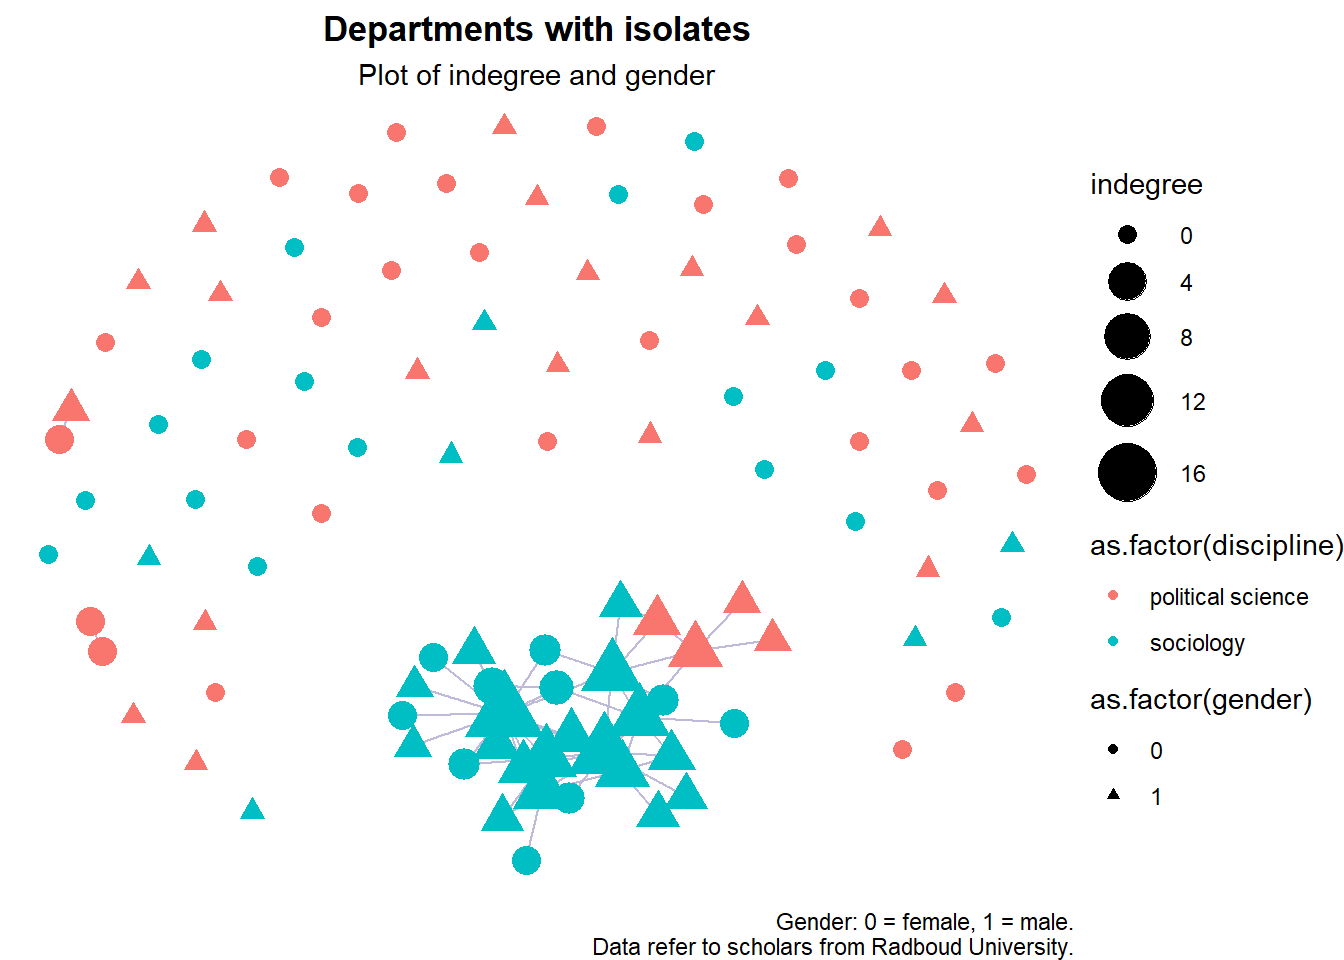 Departments with isolates
Plot of indegree and gender
indegree
0
4
8
12
16
as.factor(discipline)
political science
sociology
as.factor(gender)
0
1
Gender: 0 = female, 1 = male.
Data refer to scholars from Radboud University.